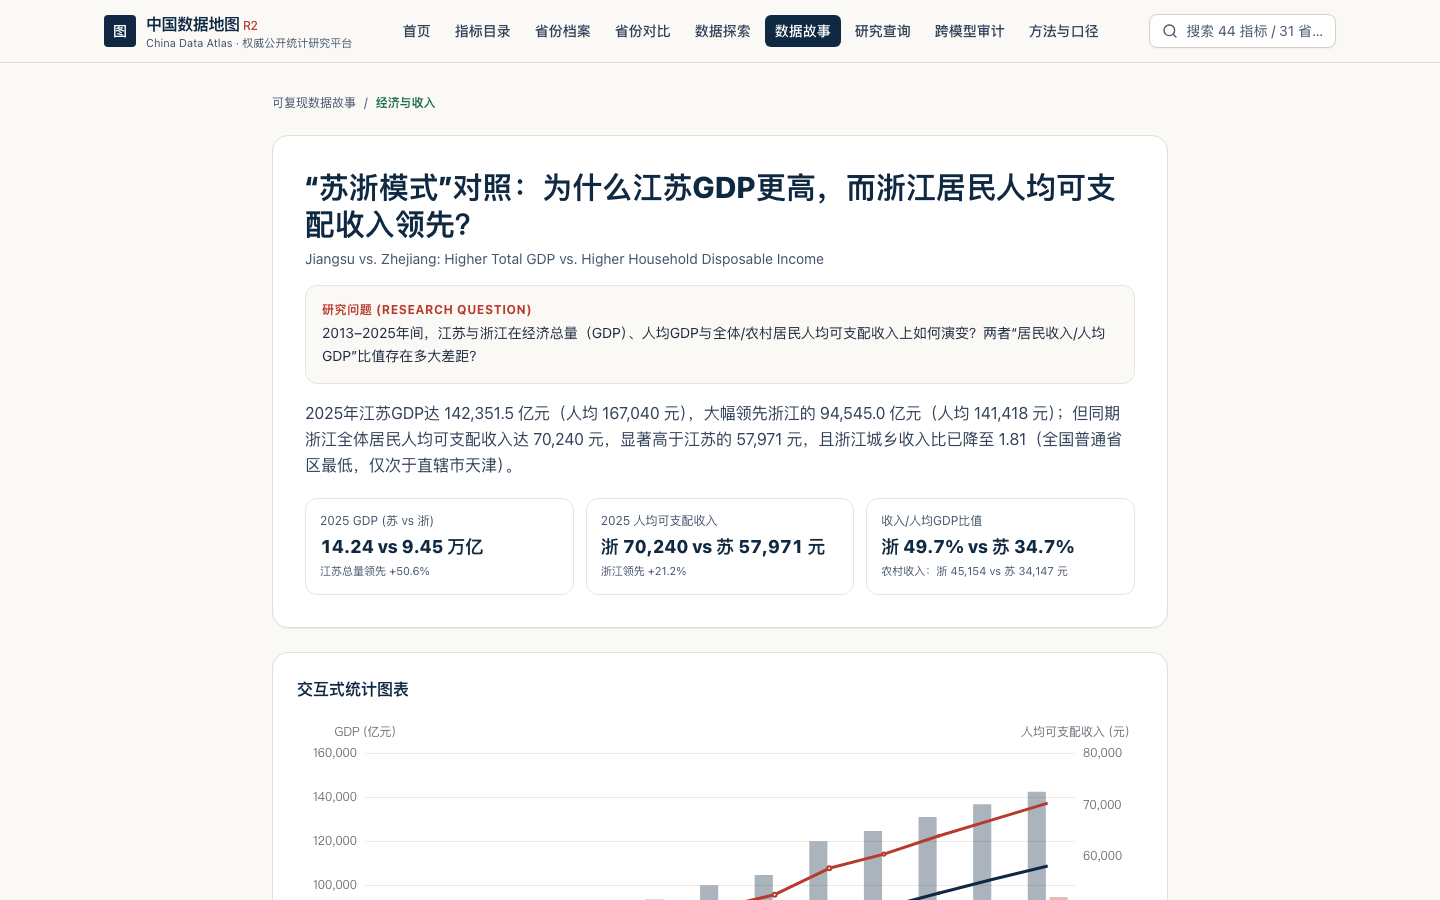 图
中国数据地图 R2
China Data Atlas · 权威公开统计研究平台
首页
指标目录
省份档案
省份对比
数据探索
数据故事
研究查询
跨模型审计
方法与口径
搜索 44 指标 / 31 省...
可复现数据故事 / 经济与收入
“苏浙模式”对照：为什么江苏GDP更高，而浙江居民人均可支
配收入领先？
Jiangsu vs. Zhejiang: Higher Total GDP vs. Higher Household Disposable Income
研究问题 (RESEARCH QUESTION)
2013–2025年间，江苏与浙江在经济总量（GDP）、人均GDP与全体/农村居民人均可支配收入上如何演变？两者“居民收入/人均
GDP”比值存在多大差距？
2025年江苏GDP达 142,351.5 亿元（人均 167,040 元），大幅领先浙江的 94,545.0 亿元（人均 141,418 元）；但同期
浙江全体居民人均可支配收入达 70,240 元，显著高于江苏的 57,971 元，且浙江城乡收入比已降至 1.81（全国普通省
区最低，仅次于直辖市天津）。
2025 GDP (苏 vs 浙)
14.24 vs 9.45 万亿
江苏总量领先 +50.6%
2025 人均可支配收入
浙 70,240 vs 苏 57,971 元
浙江领先 +21.2%
收入/人均GDP比值
浙 49.7% vs 苏 34.7%
农村收入：浙 45,154 vs 苏 34,147 元
交互式统计图表
GDP (亿元)
人均可支配收入 (元)
160,000
80,000
140,000
70,000
120,000
60,000
100,000